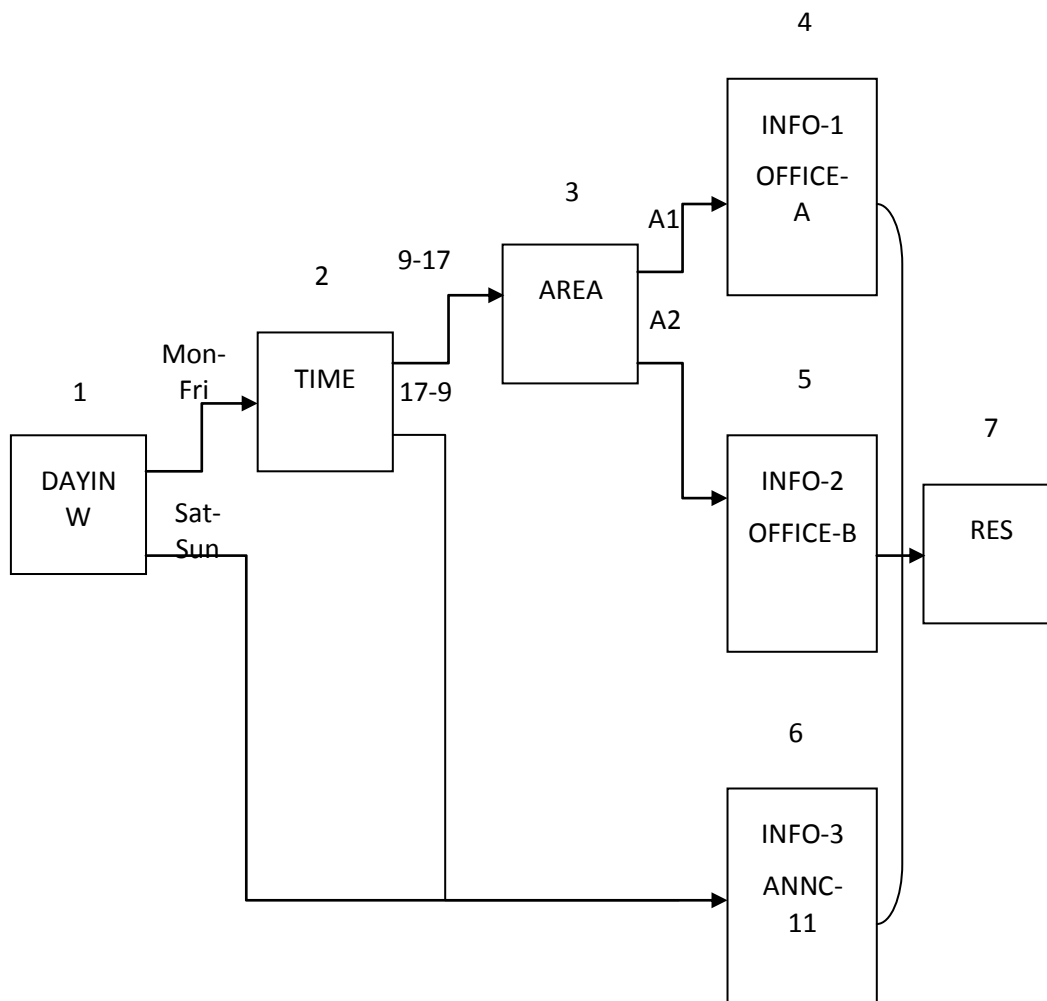 4
INFO-1
OFFICE-
A
3
A1
9-17
2
AREA
A2
Mon-
Fri
TIME
17-9
1
5
7
DAYIN
W
Sat-
Sun
INFO-2
OFFICE-B
RES
6
INFO-3
ANNC-
11